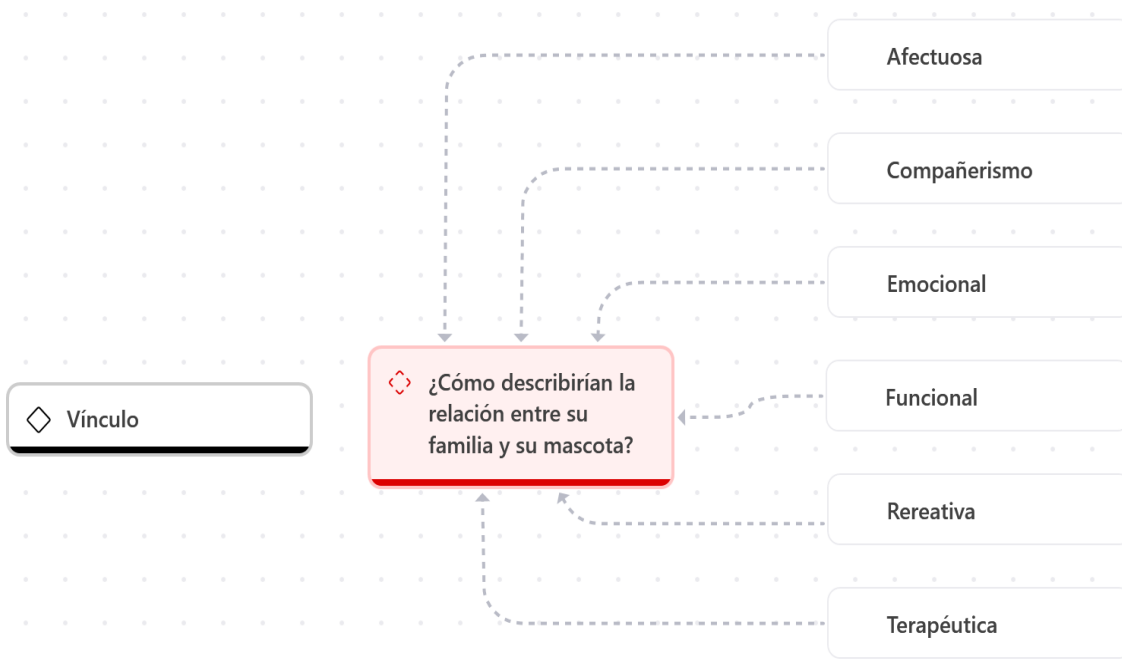 Afectuosa
Compañerismo
Emocional
¿Cómo describirían la
relación entre su
familia y su mascota?
Vínculo
Funcional
Rereativa
Terapéutica